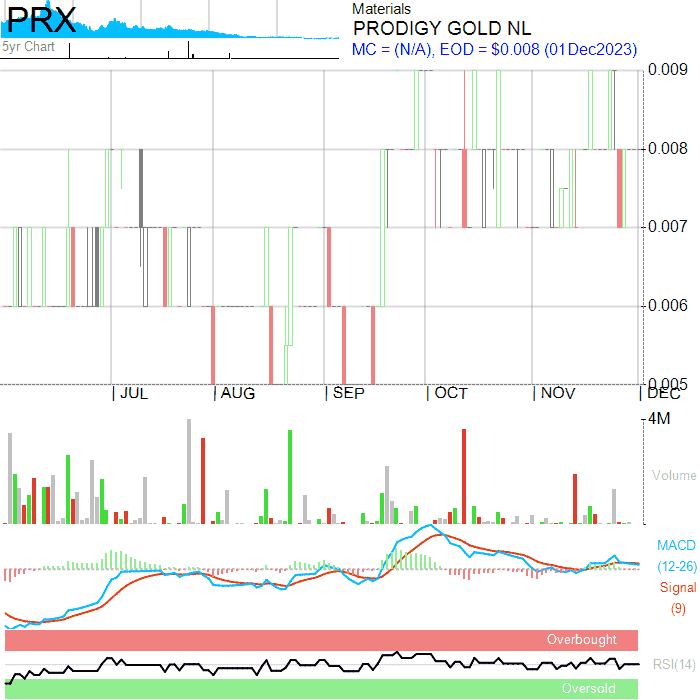 PRX
5yr Chart
Materials
PRODIGY GOLD NL
MC = (N/A), EOD = $0.008 (01Dec2023)
0.009
0.008
0.007
0.006
0.005
JUL AUG SEP OCT NOV DEC
4M
Volume
MACD
(12-26)
Signal
(9)
Overbought
RSI(14)
Oversold